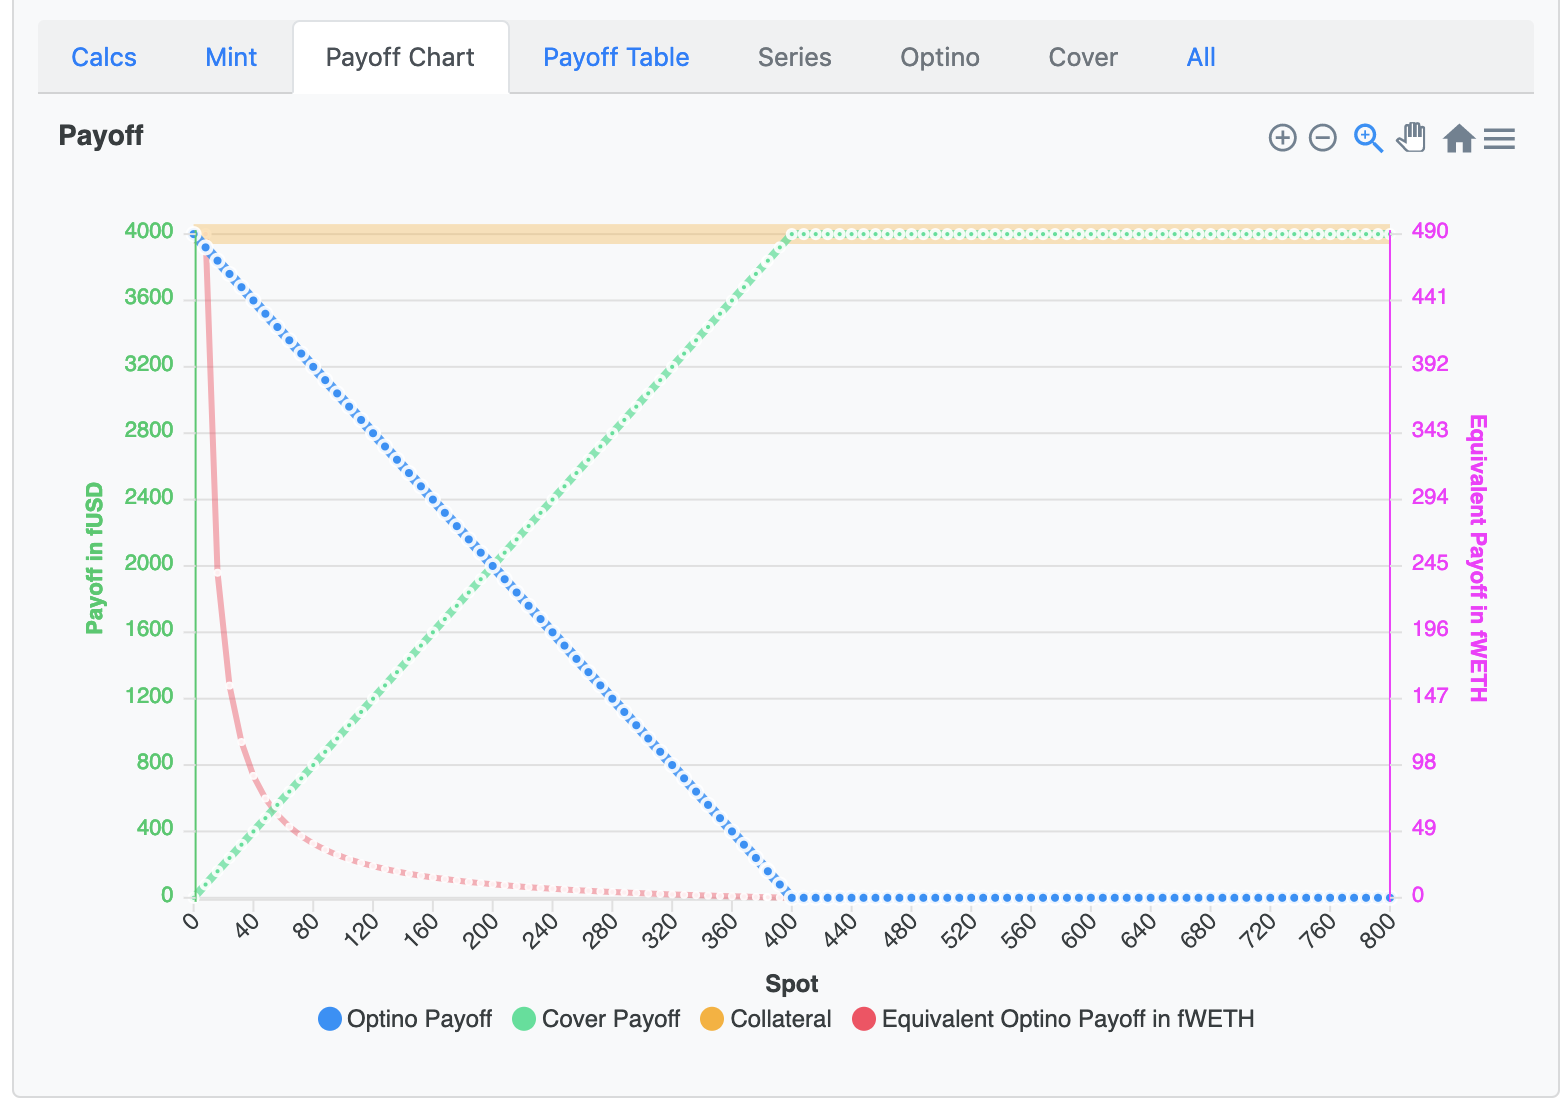 Calcs Mint Payoff Chart Payoff Table Series Optino Cover All
Payoff
4000 490
3600 441
3200 392
2800 343
2400 294
2000 245
1600 196
1200 147
800 98
400 49
0 0
Payoff in fUSD
Equivalent Payoff in fWETH
0 40 80 120 160 200 240 280 320 360 400 440 480 520 560 600 640 680 720 760 800
Spot
Optino Payoff Cover Payoff Collateral Equivalent Optino Payoff in fWETH